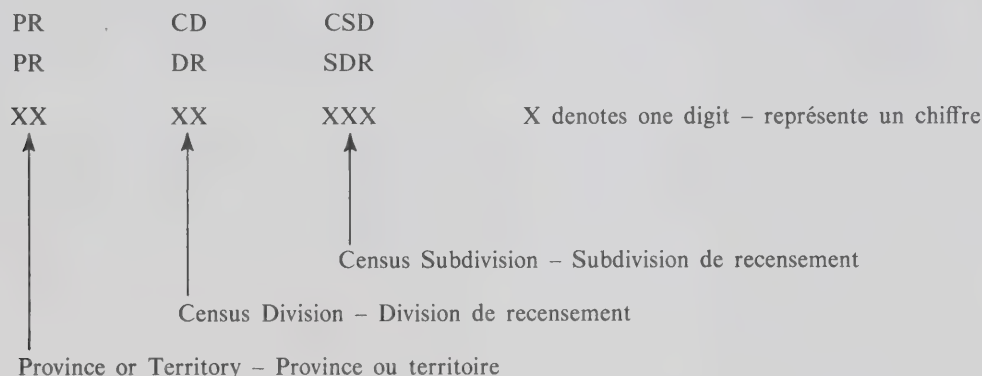 PR CD CSD
PR DR SDR
XX XX XXX X denotes one digit – représente un chiffre
Census Subdivision – Subdivision de recensement
Census Division – Division de recensement
Province or Territory – Province ou territoire